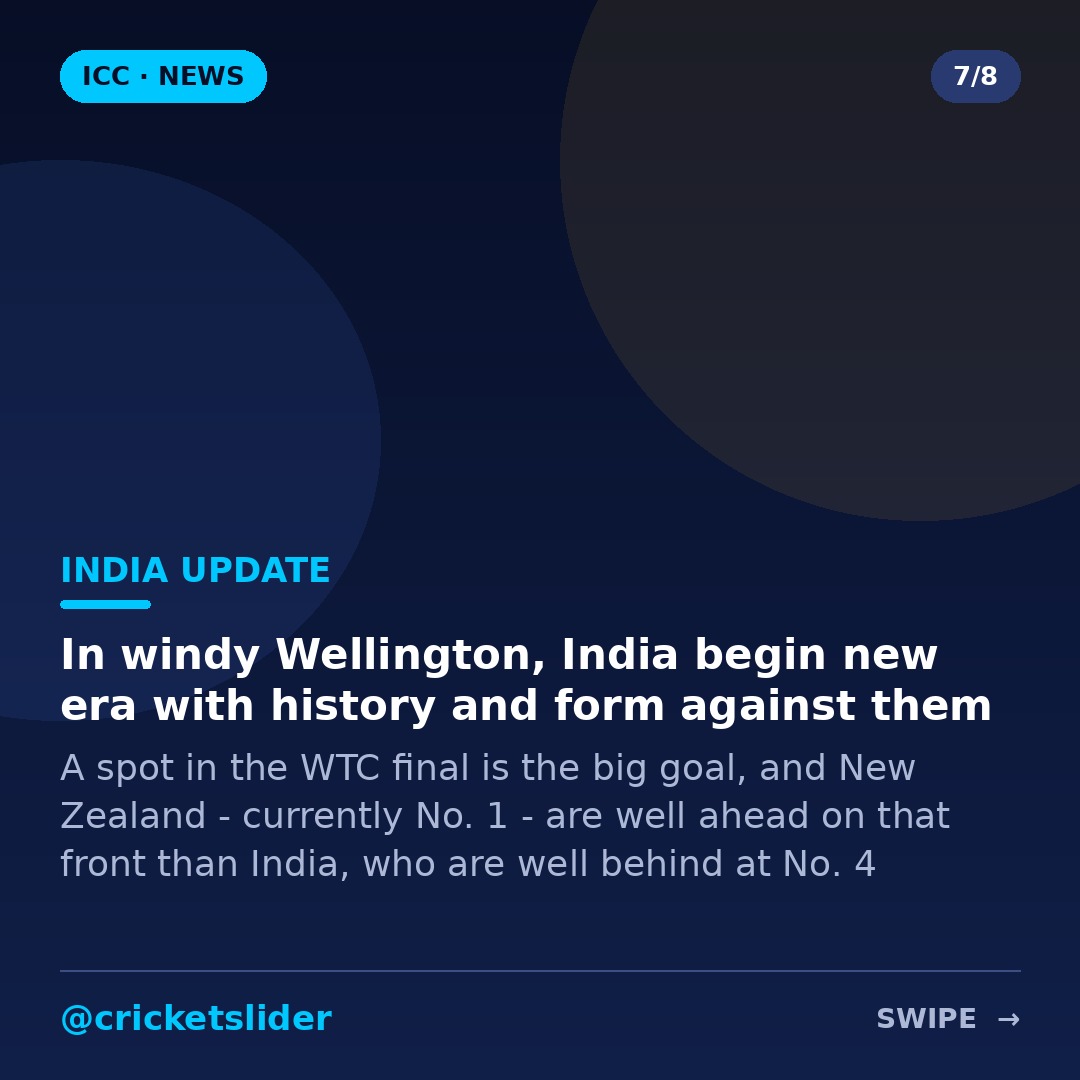 ICC · NEWS
7/8
INDIA UPDATE
In windy Wellington, India begin new
era with history and form against them
A spot in the WTC final is the big goal, and New
Zealand - currently No. 1 - are well ahead on that
front than India, who are well behind at No. 4
@cricketslider
SWIPE →